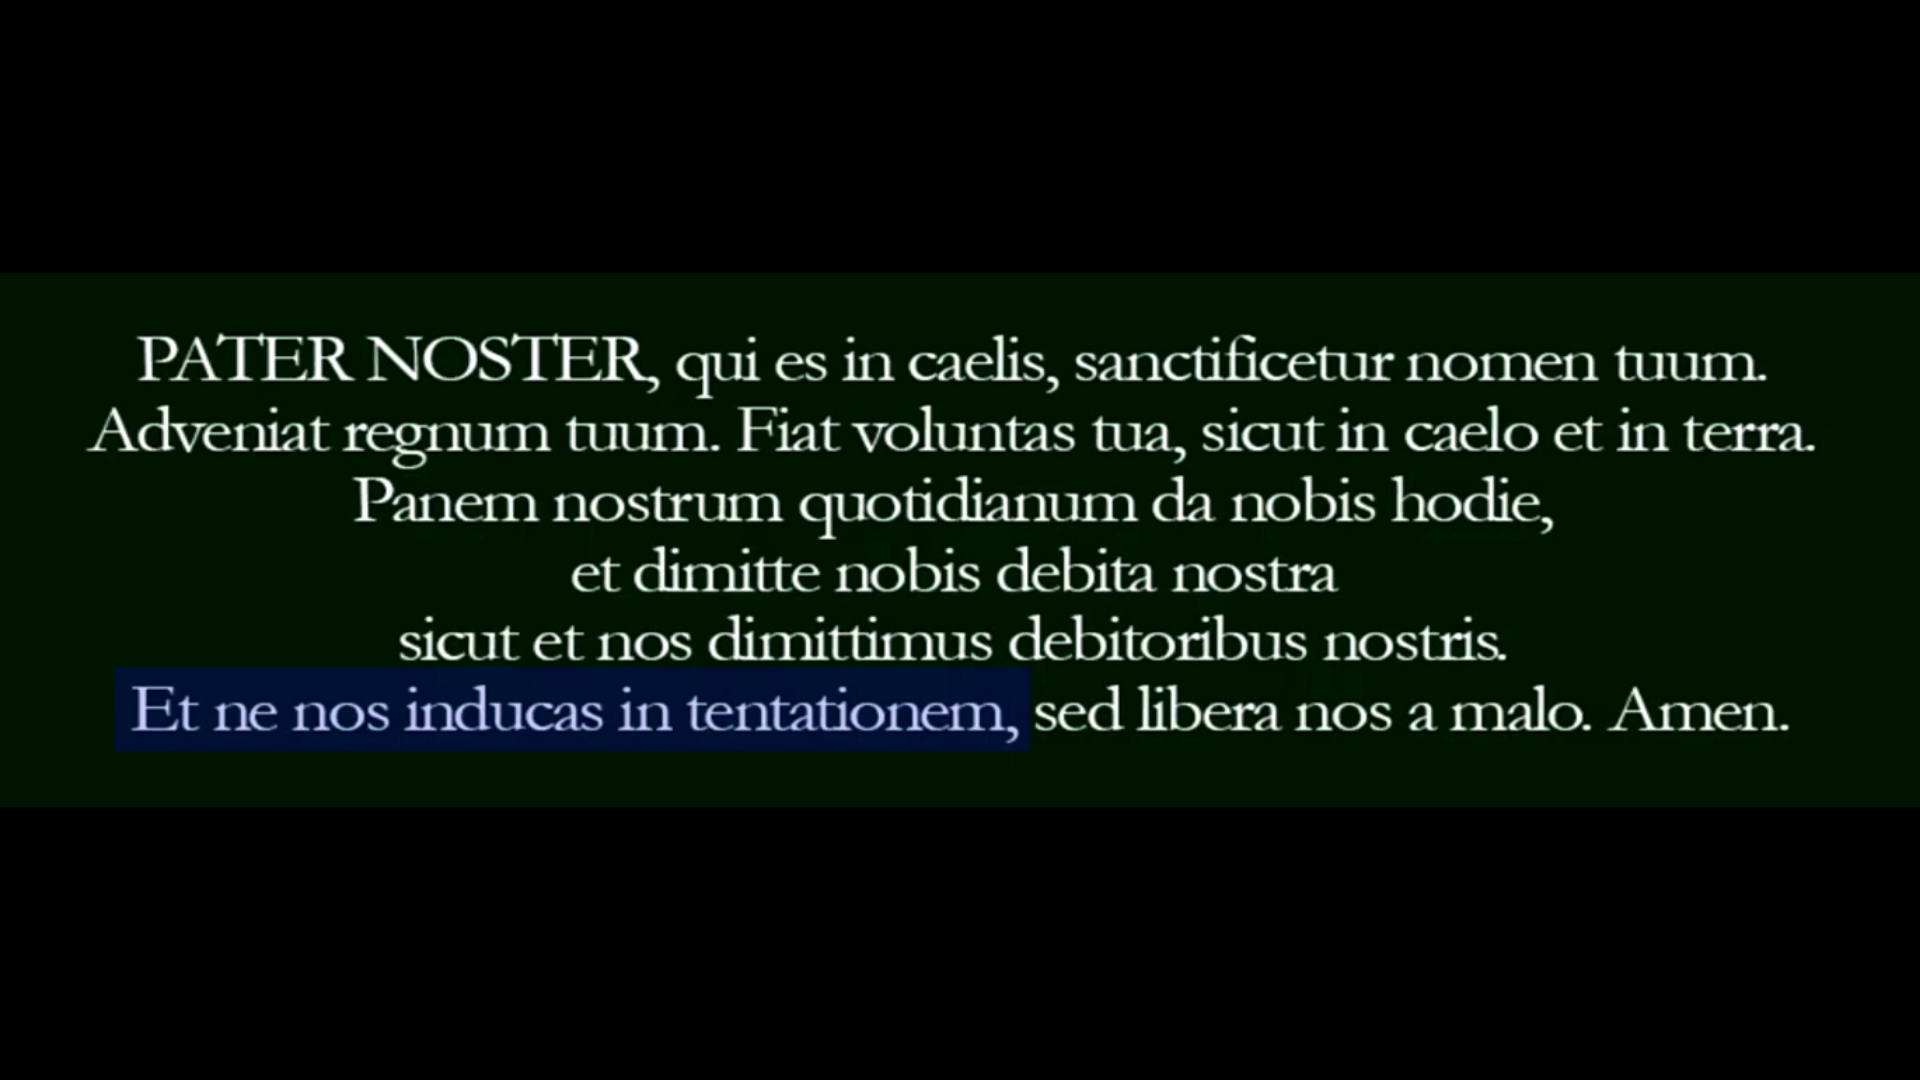 PATER NOSTER, qui es in caelis, sanctificetur nomen tuum.
Adveniat regnum tuum. Fiat voluntas tua, sicut in caelo et in terra.
Panem nostrum quotidianum da nobis hodie,
et dimitte nobis debita nostra
sicut et nos dimittimus debitoribus nostris.
Et ne nos inducas in tentationem, sed libera nos a malo. Amen.